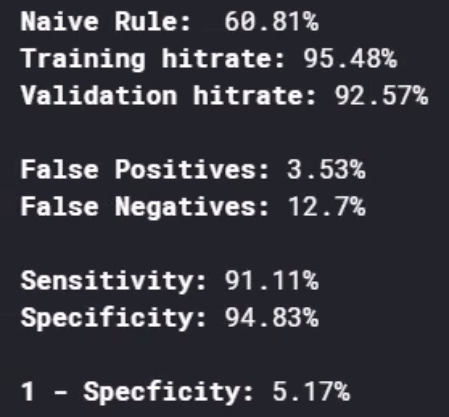 Naive Rule: 60.81%
Training hitrate: 95.48%
Validation hitrate: 92.57%
False Positives: 3.53%
False Negatives: 12.7%
Sensitivity: 91.11%
Specificity: 94.83%
1 - Specficity: 5.17%